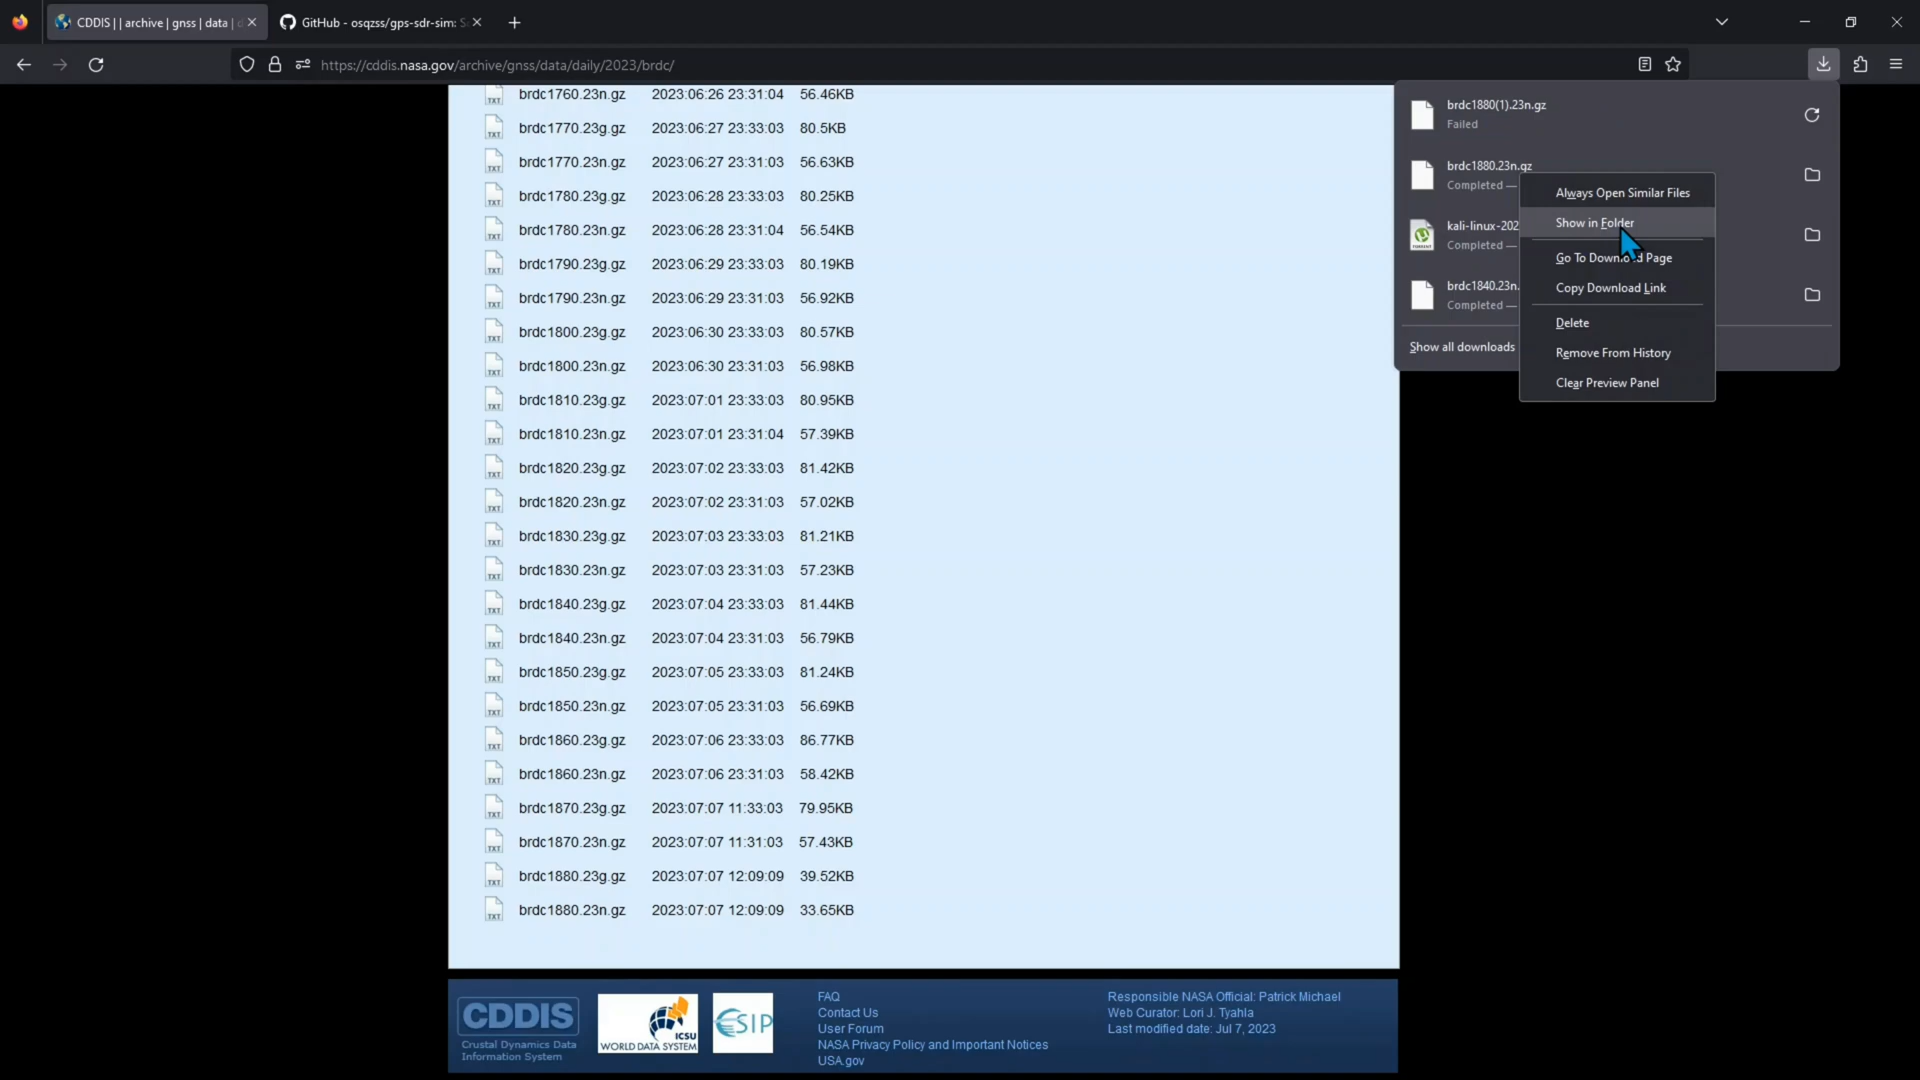 CDDIS | | archive | gnss | data | d
GitHub - osqzss/gps-sdr-sim: S
https://cddis.nasa.gov/archive/gnss/data/daily/2023/brdc/
brdc1760.23n.gz 2023:06:26 23:31:04 56.46KB
brdc1770.23g.gz 2023:06:27 23:33:03 80.5KB
brdc1770.23n.gz 2023:06:27 23:31:03 56.63KB
brdc1780.23g.gz 2023:06:28 23:33:03 80.25KB
brdc1780.23n.gz 2023:06:28 23:31:04 56.54KB
brdc1790.23g.gz 2023:06:29 23:33:03 80.19KB
brdc1790.23n.gz 2023:06:29 23:31:03 56.92KB
brdc1800.23g.gz 2023:06:30 23:33:03 80.57KB
brdc1800.23n.gz 2023:06:30 23:31:03 56.98KB
brdc1810.23g.gz 2023:07:01 23:33:03 80.95KB
brdc1810.23n.gz 2023:07:01 23:31:04 57.39KB
brdc1820.23g.gz 2023:07:02 23:33:03 81.42KB
brdc1820.23n.gz 2023:07:02 23:31:03 57.02KB
brdc1830.23g.gz 2023:07:03 23:33:03 81.21KB
brdc1830.23n.gz 2023:07:03 23:31:03 57.23KB
brdc1840.23g.gz 2023:07:04 23:33:03 81.44KB
brdc1840.23n.gz 2023:07:04 23:31:03 56.79KB
brdc1850.23g.gz 2023:07:05 23:33:03 81.24KB
brdc1850.23n.gz 2023:07:05 23:31:03 56.69KB
brdc1860.23g.gz 2023:07:06 23:33:03 86.77KB
brdc1860.23n.gz 2023:07:06 23:31:03 58.42KB
brdc1870.23g.gz 2023:07:07 11:33:03 79.95KB
brdc1870.23n.gz 2023:07:07 11:31:03 57.43KB
brdc1880.23g.gz 2023:07:07 12:09:09 39.52KB
brdc1880.23n.gz 2023:07:07 12:09:09 33.65KB
brdc1880(1).23n.gz
Failed
brdc1880.23n.gz
Completed —
kali-linux-202
Completed —
brdc1840.23n.
Completed —
Show all downloads
Always Open Similar Files
Show in Folder
Go To Download Page
Copy Download Link
Delete
Remove From History
Clear Preview Panel
CDDIS
Crustal Dynamics Data
Information System
ICSU
WORLD DATA SYSTEM
ESIP
FAQ
Contact Us
User Forum
NASA Privacy Policy and Important Notices
USA.gov
Responsible NASA Official: Patrick Michael
Web Curator: Lori J. Tyahla
Last modified date: Jul 7, 2023